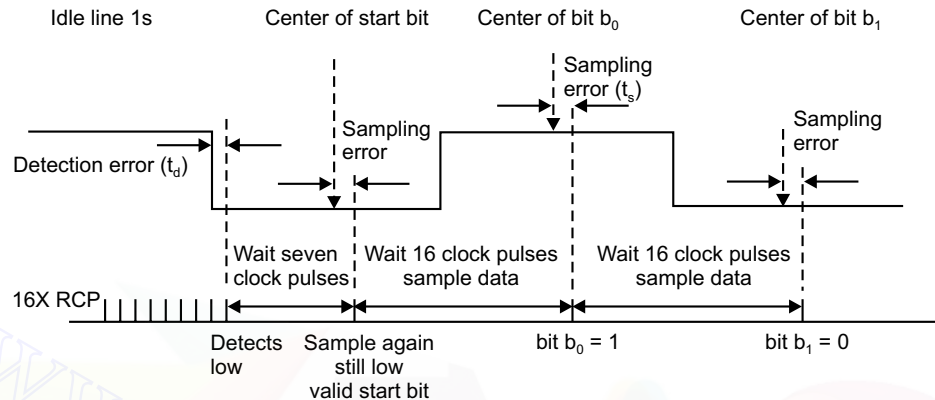 Idle line 1s
Center of start bit
Center of bit b₀
Center of bit b₁
Sampling
error (tₛ)
Sampling
error
Sampling
error
Detection error (t_d)
Wait seven
clock pulses
Wait 16 clock pulses
sample data
Wait 16 clock pulses
sample data
16X RCP
Detects
low
Sample again
still low
valid start bit
bit b₀ = 1
bit b₁ = 0